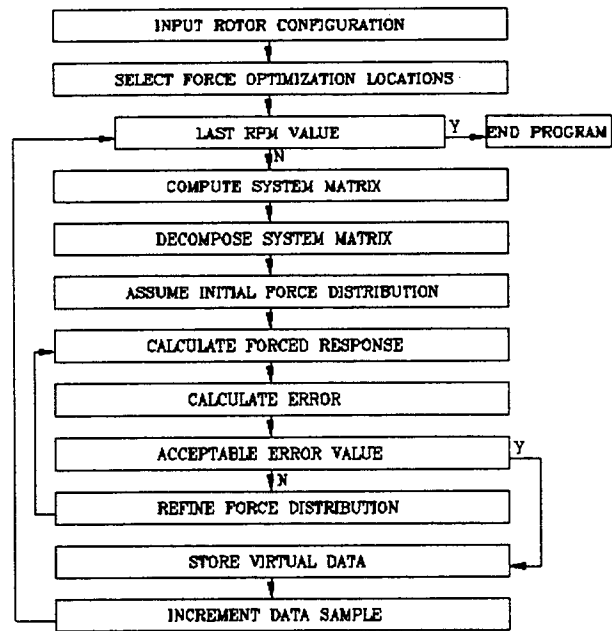 INPUT ROTOR CONFIGURATION
SELECT FORCE OPTIMIZATION LOCATIONS
LAST RPM VALUE
Y
END PROGRAM
N
COMPUTE SYSTEM MATRIX
DECOMPOSE SYSTEM MATRIX
ASSUME INITIAL FORCE DISTRIBUTION
CALCULATE FORCED RESPONSE
CALCULATE ERROR
ACCEPTABLE ERROR VALUE
Y
N
REFINE FORCE DISTRIBUTION
STORE VIRTUAL DATA
INCREMENT DATA SAMPLE